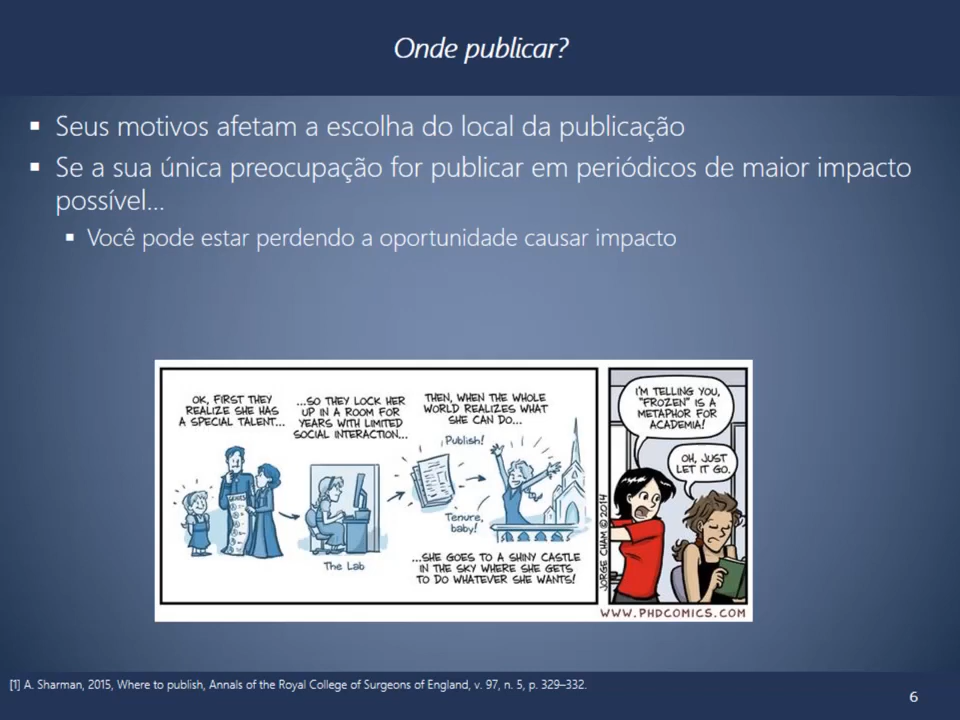 Onde publicar?
▪ Seus motivos afetam a escolha do local da publicação
▪ Se a sua única preocupação for publicar em periódicos de maior impacto
possível...
▪ Você pode estar perdendo a oportunidade causar impacto
OK, FIRST THEY
REALIZE SHE HAS
A SPECIAL TALENT...
...SO THEY LOCK HER
UP IN A ROOM FOR
YEARS WITH LIMITED
SOCIAL INTERACTION...
The Lab
THEN, WHEN THE WHOLE
WORLD REALIZES WHAT
SHE CAN DO...
Publish!
Tenure,
baby!
...SHE GOES TO A SHINY CASTLE
IN THE SKY WHERE SHE GETS
TO DO WHATEVER SHE WANTS!
I'M TELLING YOU,
"FROZEN" IS A
METAPHOR FOR
ACADEMIA!
OH, JUST
LET IT GO.
JORGE CHAM © 2014
WWW.PHDCOMICS.COM
[1] A. Sharman, 2015, Where to publish, Annals of the Royal College of Surgeons of England, v. 97, n. 5, p. 329–332.
6